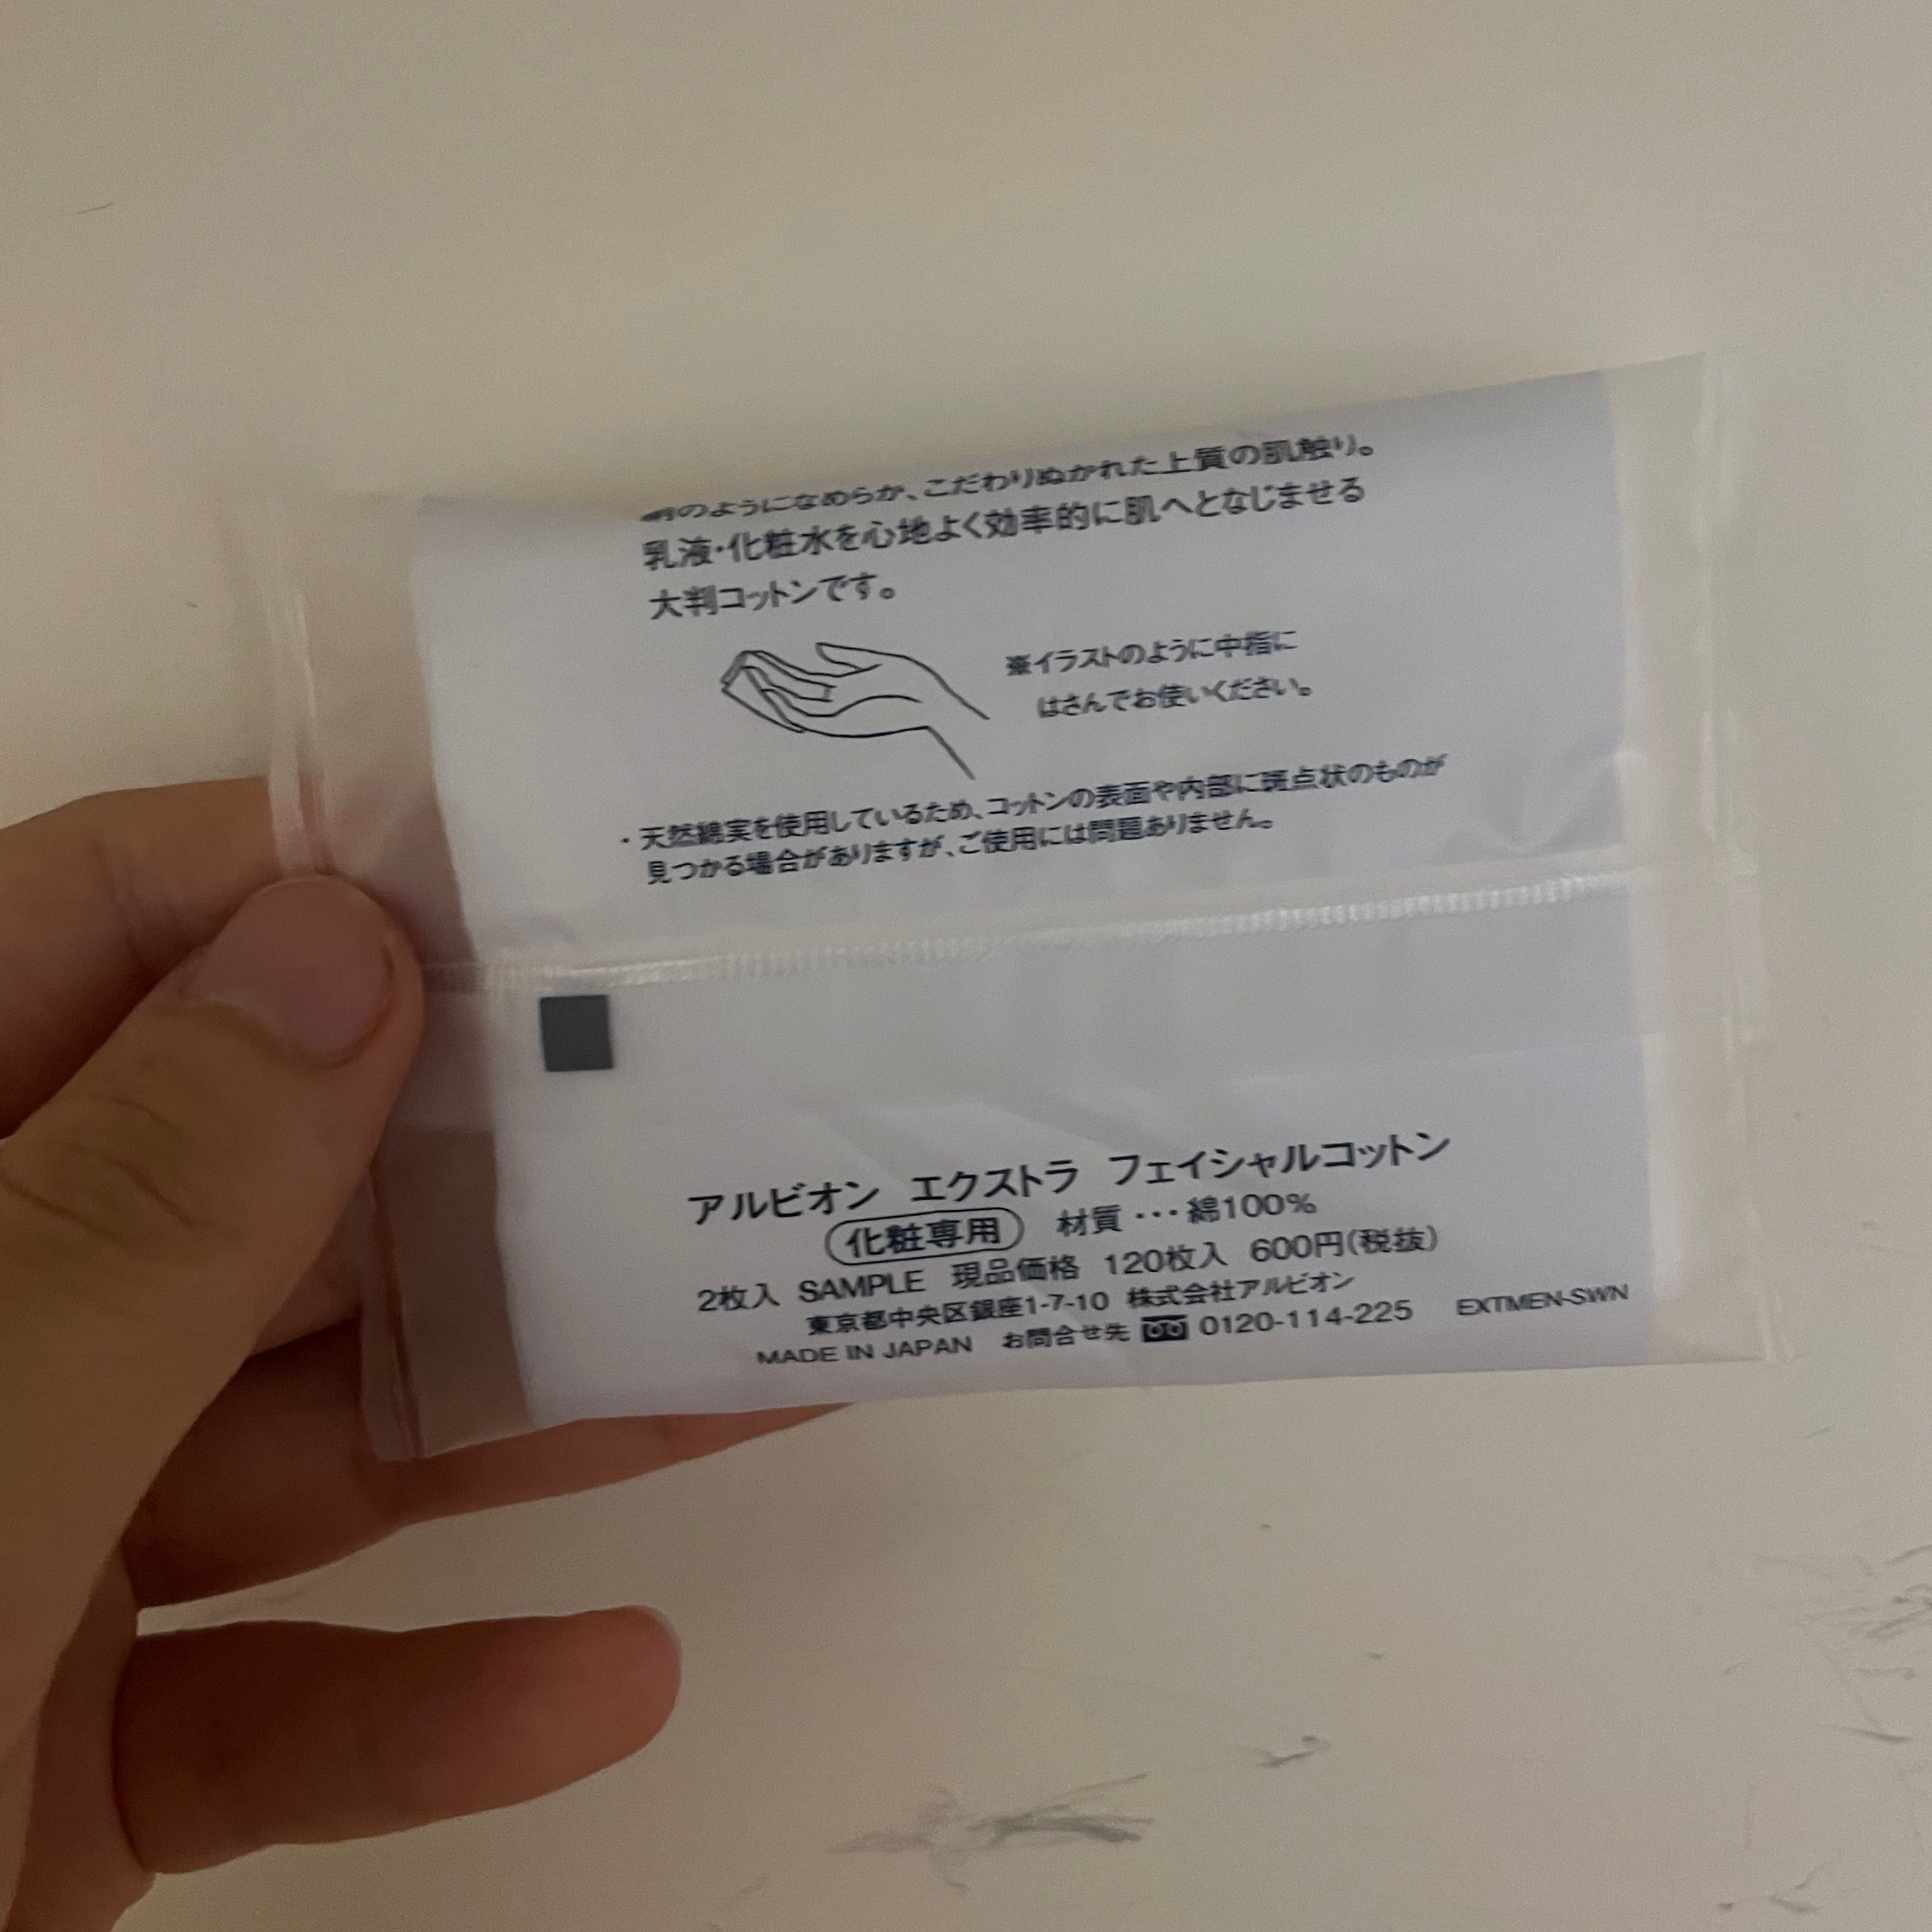 のようになめらか、こだわりぬかれた上質の肌触り。
乳液・化粧水を心地よく効率的に肌へとなじませる
大判コットンです。
※イラストのように中指に
はさんでお使いください。
・天然綿実を使用しているため、コットンの表面や内部に斑点状のものが
見つかる場合がありますが、ご使用には問題ありません。
アルビオン エクストラ フェイシャルコットン
化粧専用 材質・・・綿100%
2枚入 SAMPLE 現品価格 120枚入 600円(税抜)
東京都中央区銀座1-7-10 株式会社アルビオン
MADE IN JAPAN お問合せ先 0120-114-225 EXTMEN-SWN